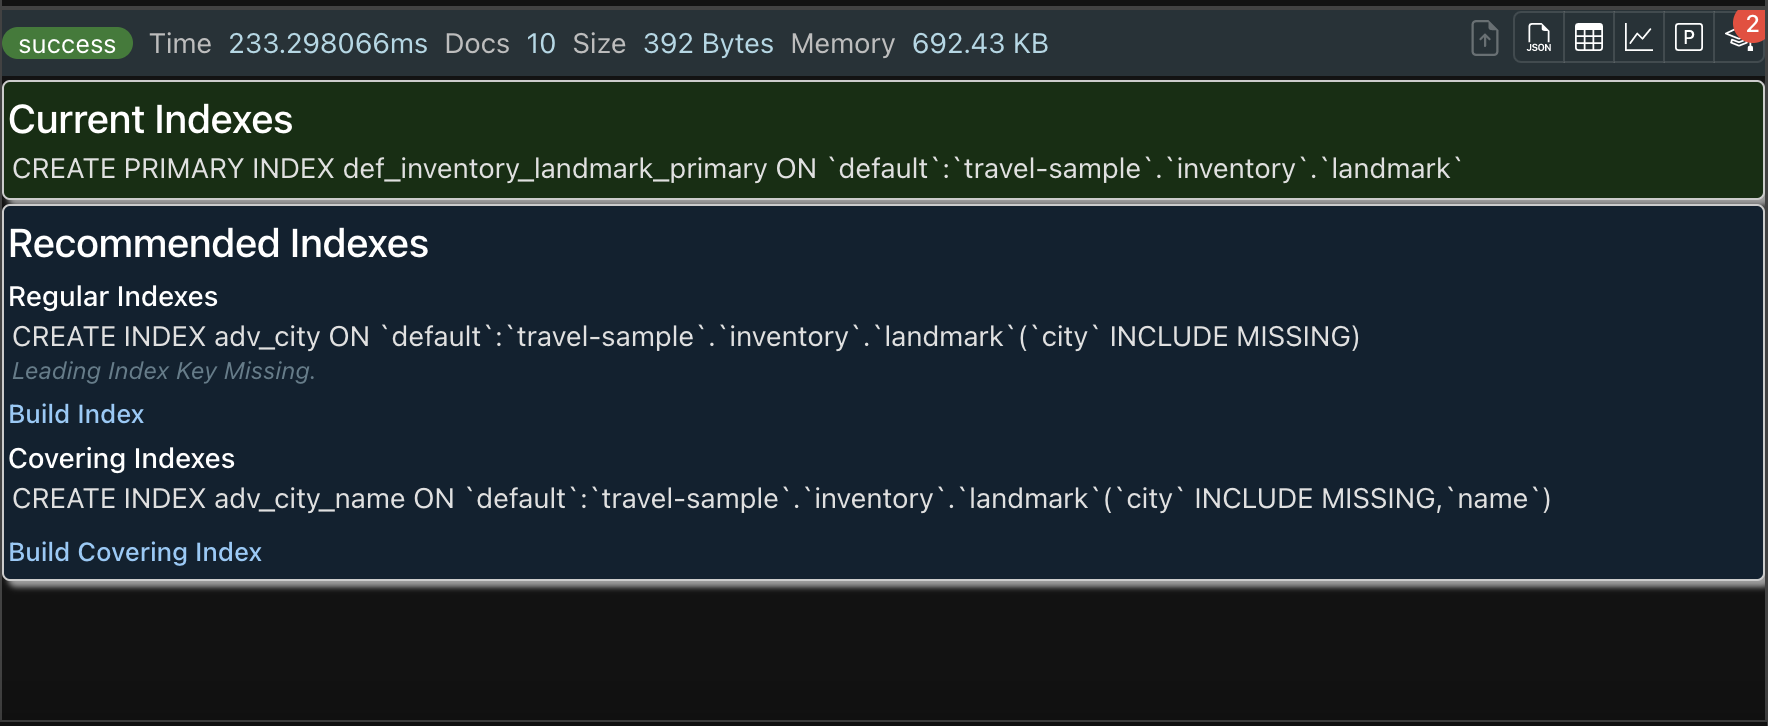 success Time 233.298066ms Docs 10 Size 392 Bytes Memory 692.43 KB JSON P 2
Current Indexes
CREATE PRIMARY INDEX def_inventory_landmark_primary ON `default`:`travel-sample`.`inventory`.`landmark`
Recommended Indexes
Regular Indexes
CREATE INDEX adv_city ON `default`:`travel-sample`.`inventory`.`landmark`(`city` INCLUDE MISSING)
Leading Index Key Missing.
Build Index
Covering Indexes
CREATE INDEX adv_city_name ON `default`:`travel-sample`.`inventory`.`landmark`(`city` INCLUDE MISSING,`name`)
Build Covering Index